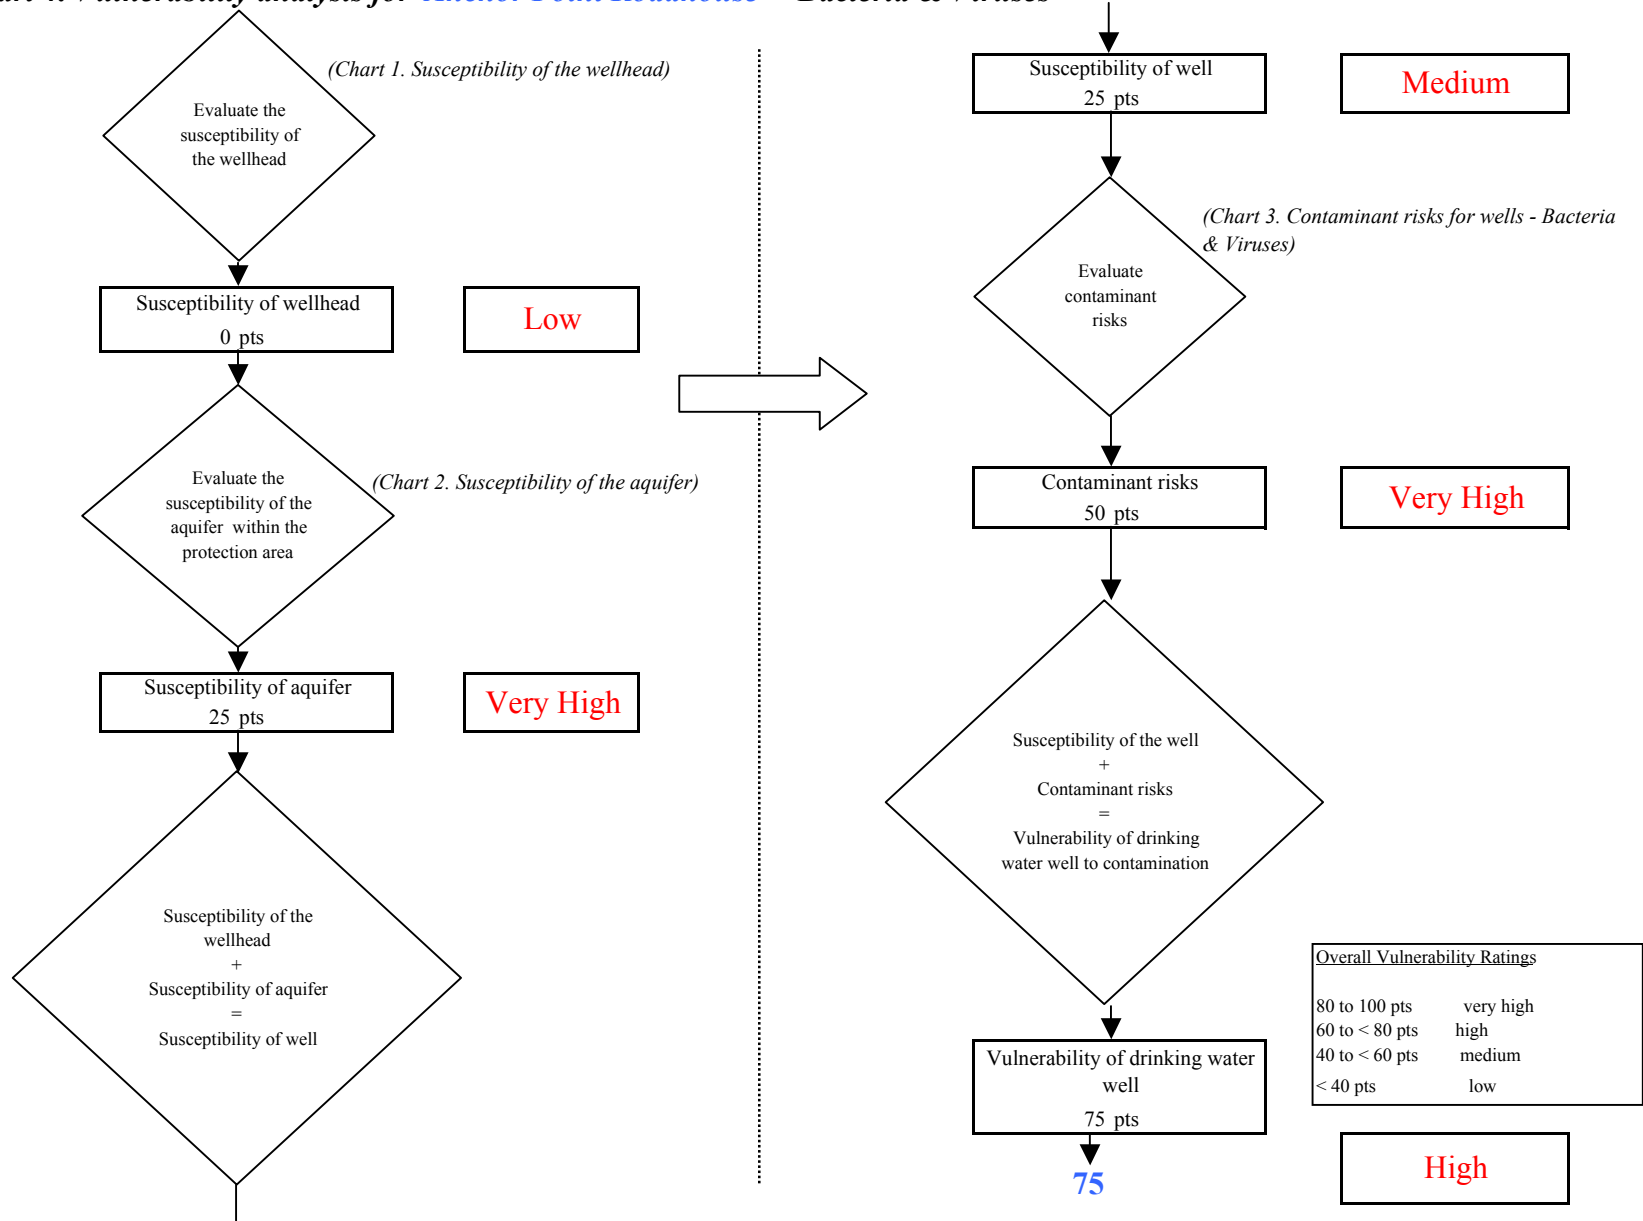 (Chart 1. Susceptibility of the wellhead)
Evaluate the
susceptibility of
the wellhead
Susceptibility of wellhead
0 pts
Low
Evaluate the
susceptibility of the
aquifer within the
protection area
(Chart 2. Susceptibility of the aquifer)
Susceptibility of aquifer
25 pts
Very High
Susceptibility of the
wellhead
+
Susceptibility of aquifer
=
Susceptibility of well
Susceptibility of well
25 pts
Medium
(Chart 3. Contaminant risks for wells - Bacteria
& Viruses)
Evaluate
contaminant
risks
Contaminant risks
50 pts
Very High
Susceptibility of the well
+
Contaminant risks
=
Vulnerability of drinking
water well to contamination
Overall Vulnerability Ratings
80 to 100 pts very high
60 to < 80 pts high
40 to < 60 pts medium
< 40 pts low
Vulnerability of drinking water
well
75 pts
75
High